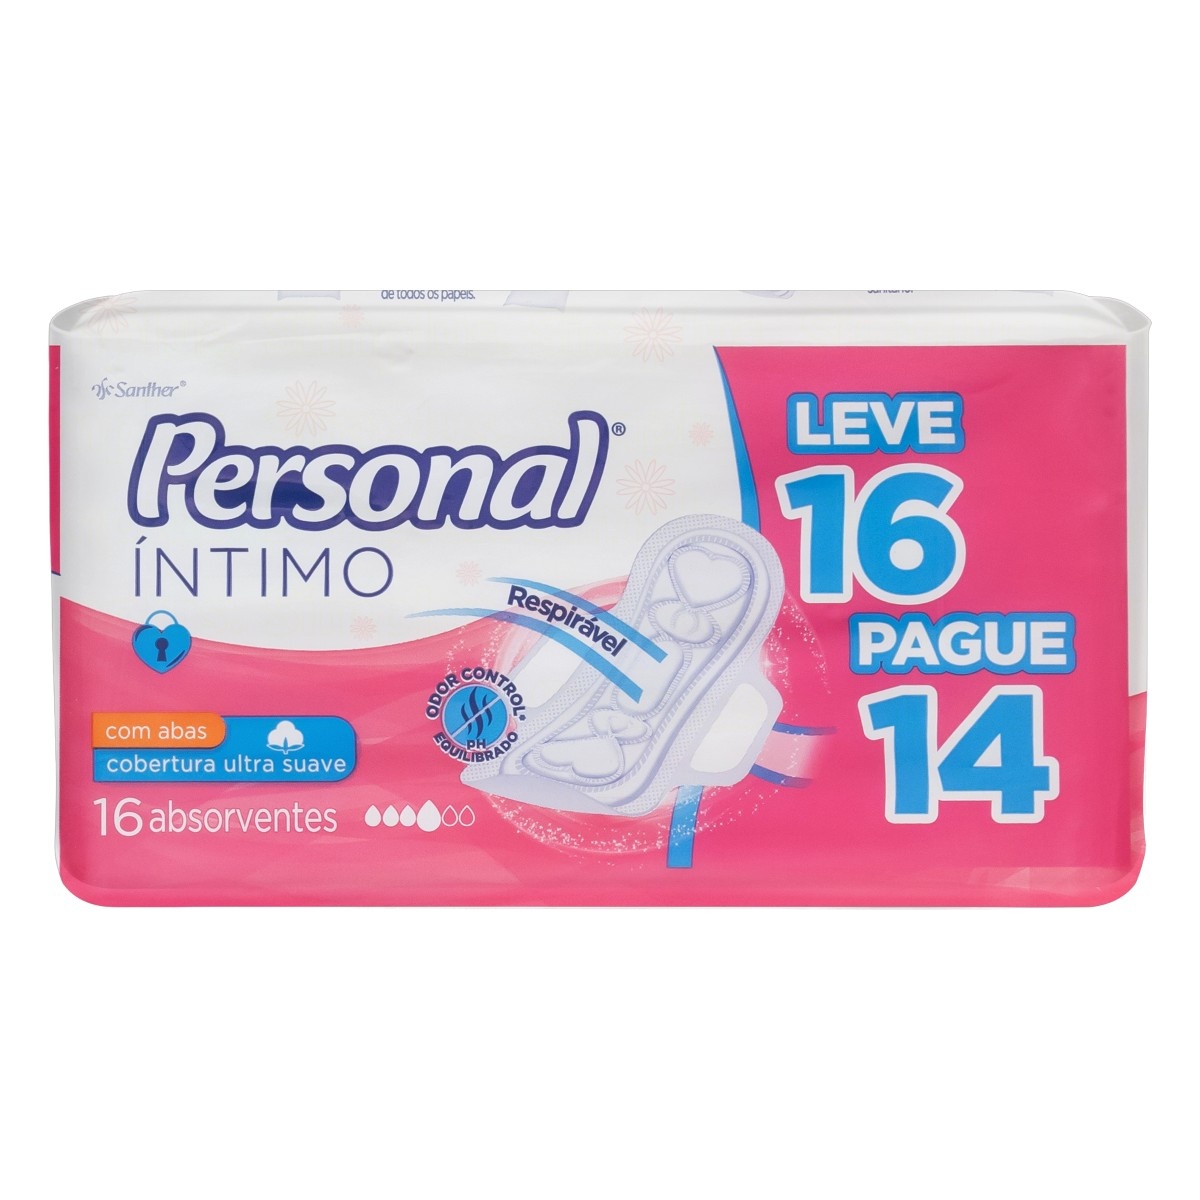 de todos os papéis.
Santher®
Personal®
ÍNTIMO
LEVE
16
PAGUE
14
Respirável
ODOR CONTROL®
PH
EQUILIBRADO
com abas
cobertura ultra suave
16 absorventes